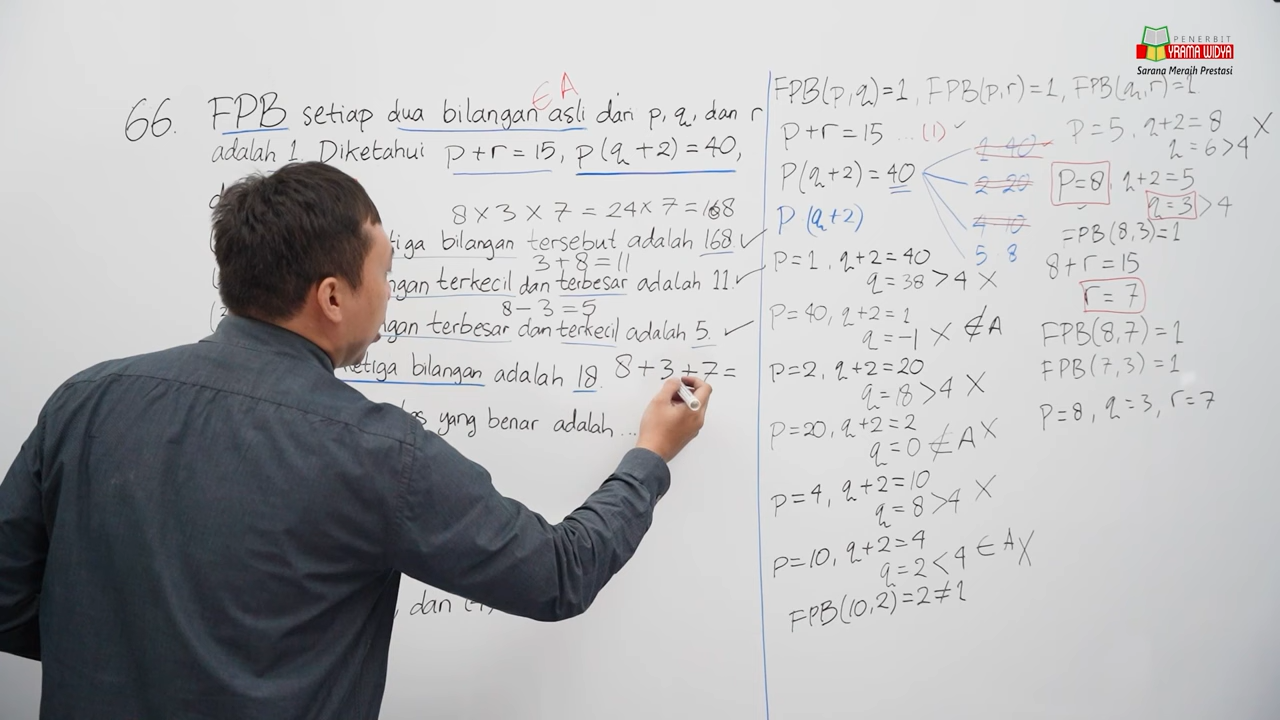 PENERBIT
YRAMA WIDYA
Sarana Meraih Prestasi
∈ A
66. FPB setiap dua bilangan asli dari p, q, dan r
adalah 1. Diketahui p + r = 15, p(q + 2) = 40,
8 × 3 × 7 = 24 × 7 = 168
tiga bilangan tersebut adalah 168 ✓
3 + 8 = 11
terkecil dan terbesar adalah 11. ✓
8 - 3 = 5
terbesar dan terkecil adalah 5. ✓
ketiga bilangan adalah 18. 8 + 3 + 7 =
yang benar adalah ...
, dan
FPB(p,q) = 1, FPB(p,r) = 1, FPB(q,r) = 1
p + r = 15 ... (1) ✓
p(q + 2) = 40
1 40
2 20
4 10
5 8
p (q + 2)
p = 1, q + 2 = 40
q = 38 > 4 X
p = 40, q + 2 = 1
q = -1 X ∉ A
p = 2, q + 2 = 20
q = 18 > 4 X
p = 20, q + 2 = 2
q = 0 ∉ A X
p = 4, q + 2 = 10
q = 8 > 4 X
p = 10, q + 2 = 4
q = 2 < 4 ∈ A X
FPB(10,2) = 2 ≠ 1
p = 5, q + 2 = 8 X
q = 6 > 4
p = 8, q + 2 = 5
q = 3 > 4
FPB(8,3) = 1
8 + r = 15
r = 7
FPB(8,7) = 1
FPB(7,3) = 1
p = 8, q = 3, r = 7